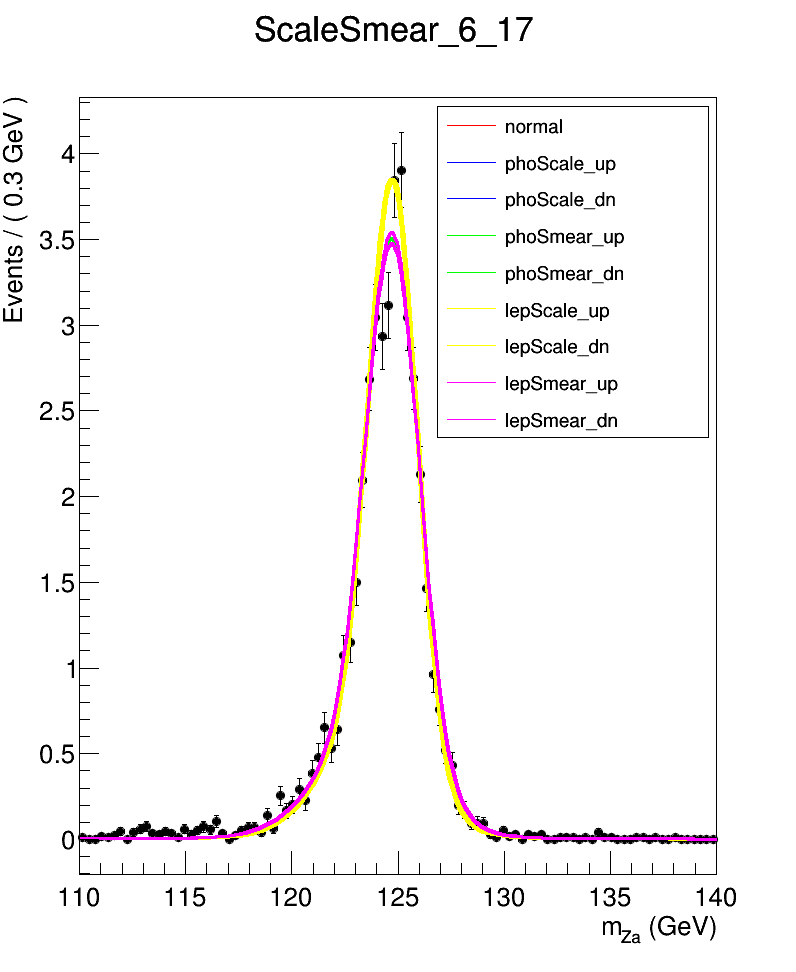 ScaleSmear_6_17
Events / ( 0.3 GeV )
4
3.5
3
2.5
2
1.5
1
0.5
0
normal
phoScale_up
phoScale_dn
phoSmear_up
phoSmear_dn
lepScale_up
lepScale_dn
lepSmear_up
lepSmear_dn
110 115 120 125 130 135 140
m_Za (GeV)